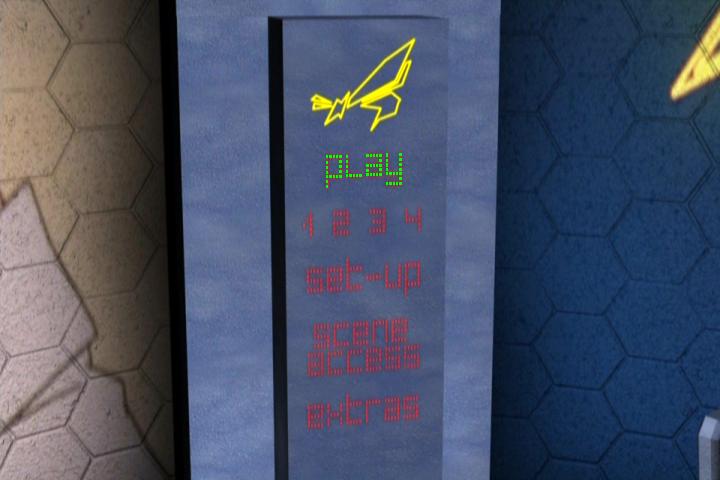 play
1 2 3 4
set-up
scene
access
extras